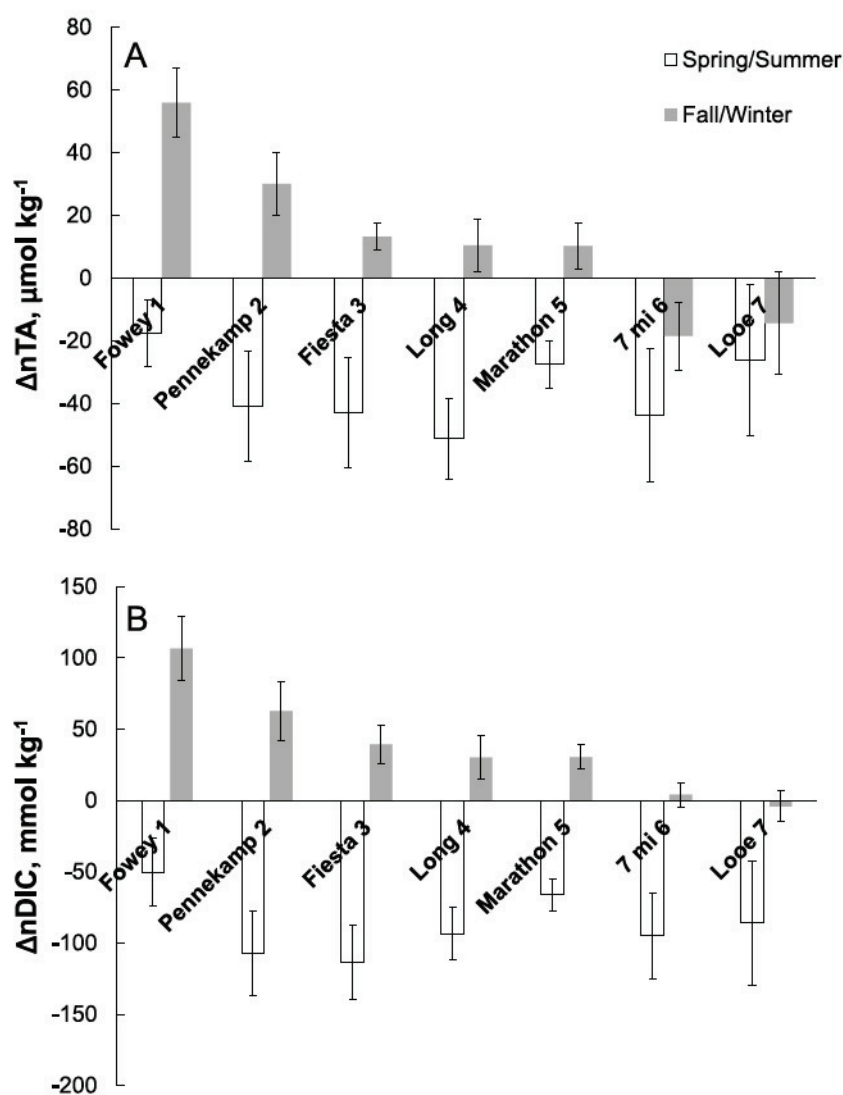 A
Spring/Summer
Fall/Winter
ΔnTA, µmol kg⁻¹
80
60
40
20
0
-20
-40
-60
-80
Fowey 1
Pennekamp 2
Fiesta 3
Long 4
Marathon 5
7 mi 6
Looe 7
B
ΔnDIC, mmol kg⁻¹
150
100
50
0
-50
-100
-150
-200
Fowey 1
Pennekamp 2
Fiesta 3
Long 4
Marathon 5
7 mi 6
Looe 7